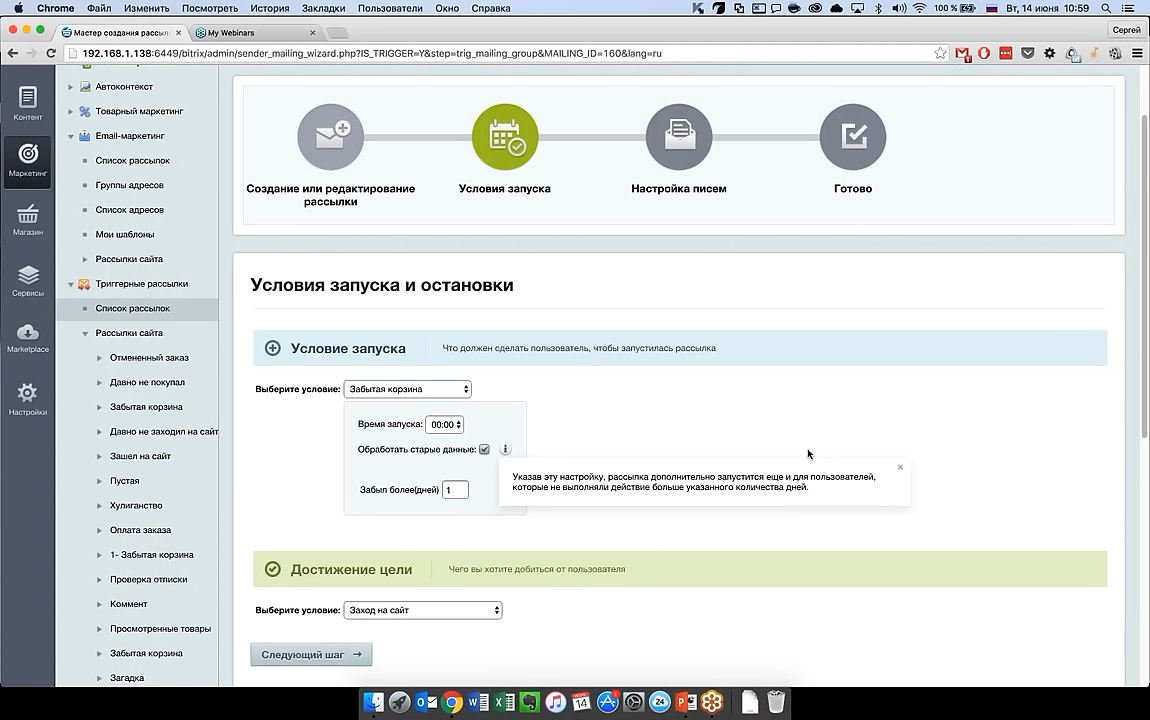 Chrome Файл Изменить Посмотреть История Закладки Пользователи Окно Справка 100 % Вт, 14 июня 10:59
Мастер создания рассыл × My Webinars × Сергей
192.168.1.138:6449/bitrix/admin/sender_mailing_wizard.php?IS_TRIGGER=Y&step=trig_mailing_group&MAILING_ID=160&lang=ru
Контент
Маркетинг
Магазин
Сервисы
Marketplace
Настройки
Автоконтекст
Товарный маркетинг
Email-маркетинг
Список рассылок
Группы адресов
Список адресов
Мои шаблоны
Рассылки сайта
Триггерные рассылки
Список рассылок
Рассылки сайта
Отмененный заказ
Давно не покупал
Забытая корзина
Давно не заходил на сайт
Зашел на сайт
Пустая
Хулиганство
Оплата заказа
1- Забытая корзина
Проверка отписки
Коммент
Просмотренные товары
Забытая корзина
Загадка
Создание или редактирование
рассылки
Условия запуска
Настройка писем
Готово
Условия запуска и остановки
Условие запуска Что должен сделать пользователь, чтобы запустилась рассылка
Выберите условие: Забытая корзина
Время запуска: 00:00
Обработать старые данные:
Указав эту настройку, рассылка дополнительно запустится еще и для пользователей,
которые не выполняли действие больше указанного количества дней.
Забыл более(дней) 1
Достижение цели Чего вы хотите добиться от пользователя
Выберите условие: Заход на сайт
Следующий шаг →
14
24